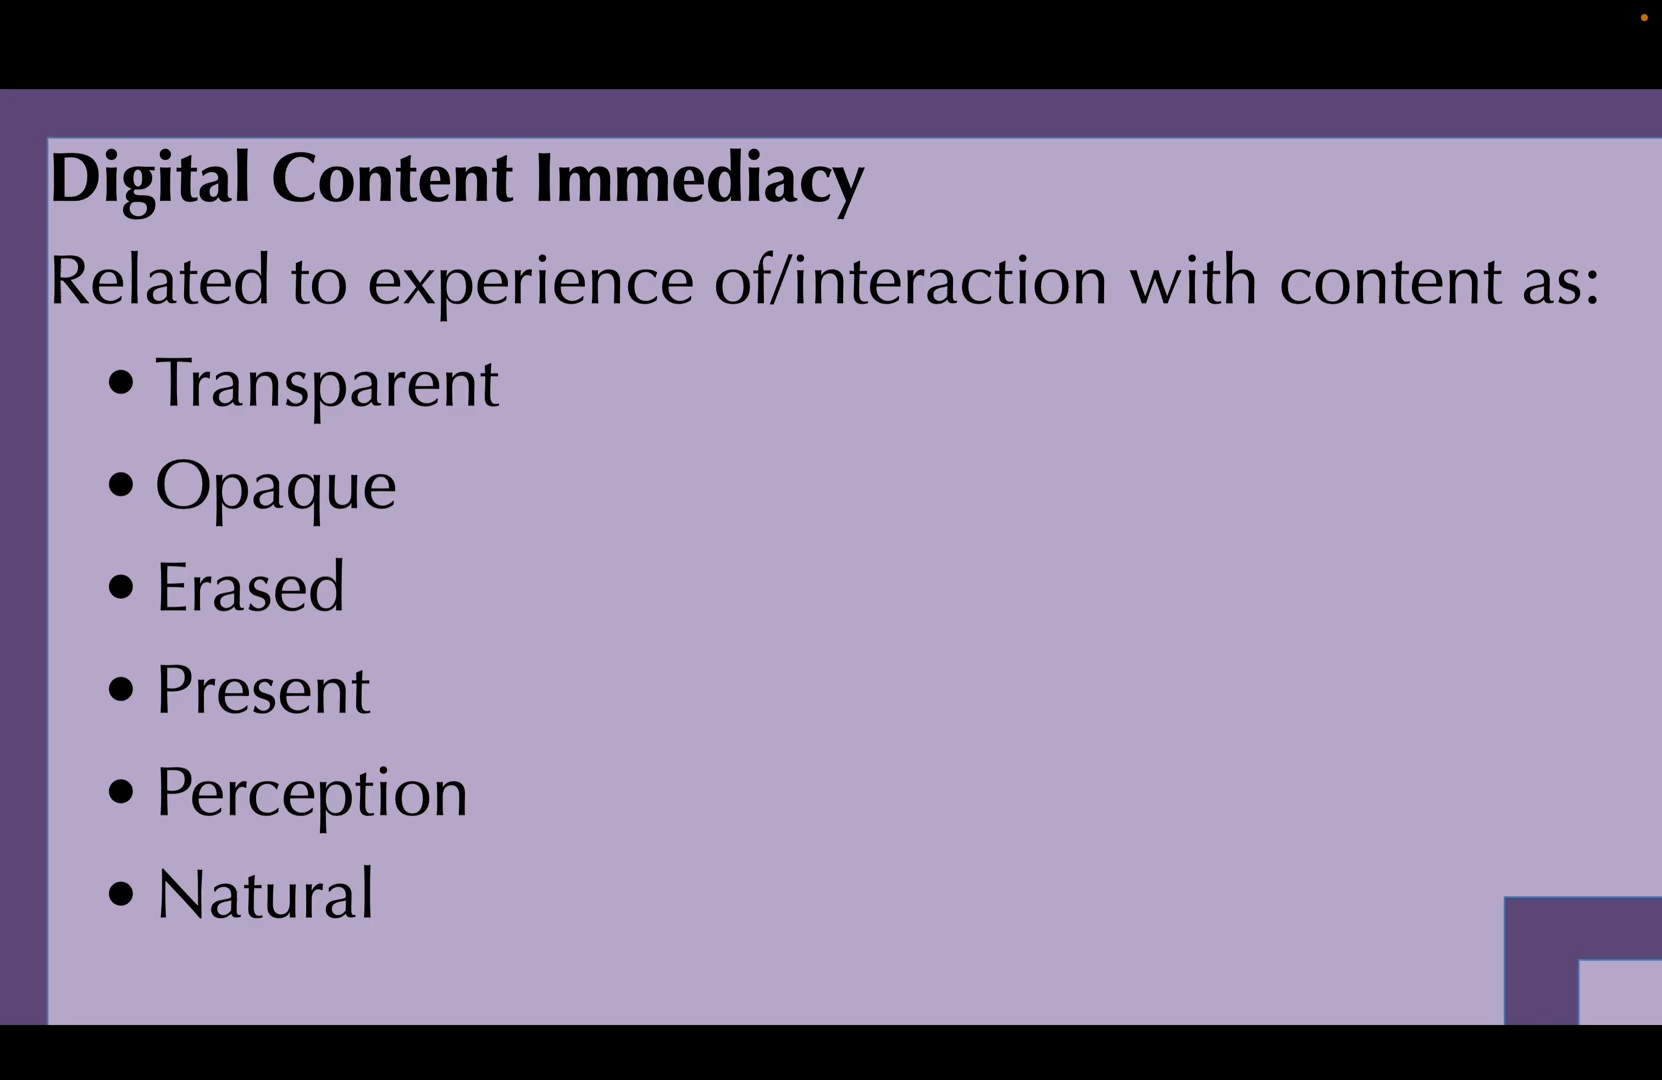 Digital Content Immediacy
Related to experience of/interaction with content as:
• Transparent
• Opaque
• Erased
• Present
• Perception
• Natural